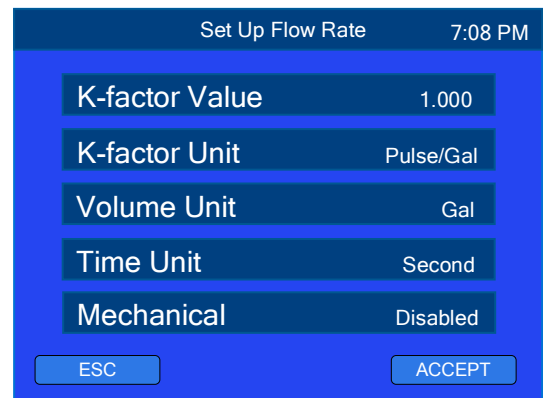 Set Up Flow Rate 7:08 PM
K-factor Value 1.000
K-factor Unit Pulse/Gal
Volume Unit Gal
Time Unit Second
Mechanical Disabled
ESC ACCEPT